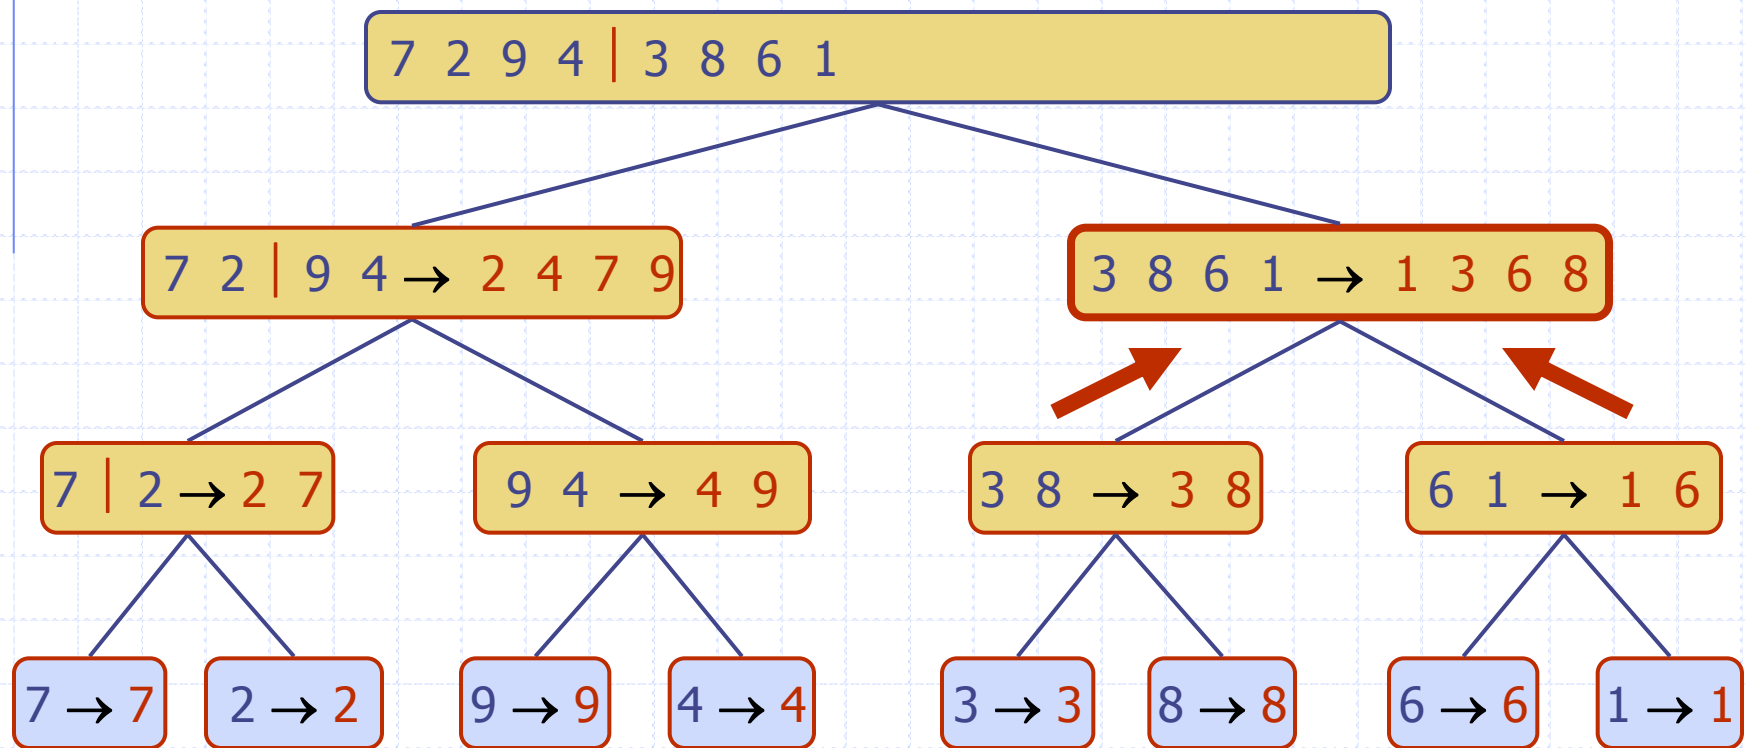 7 2 9 4 | 3 8 6 1
7 2 | 9 4 → 2 4 7 9
3 8 6 1 → 1 3 6 8
7 | 2 → 2 7
9 4 → 4 9
3 8 → 3 8
6 1 → 1 6
7 → 7
2 → 2
9 → 9
4 → 4
3 → 3
8 → 8
6 → 6
1 → 1